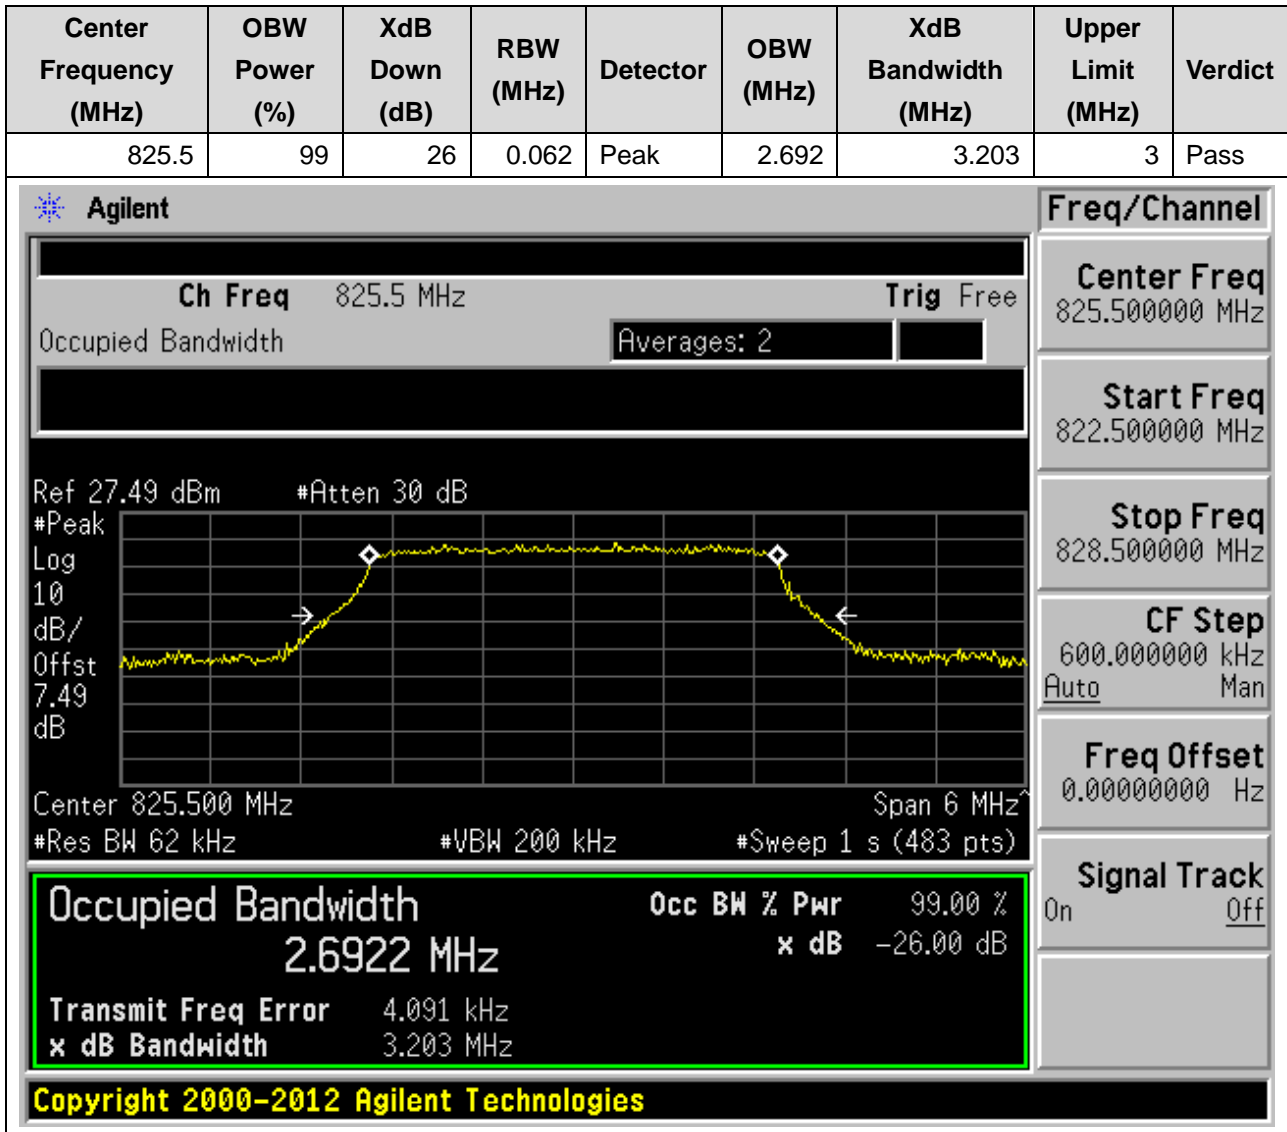 Center Frequency (MHz) OBW Power (%) XdB Down (dB) RBW (MHz) Detector OBW (MHz) XdB Bandwidth (MHz) Upper Limit (MHz) Verdict
825.5 99 26 0.062 Peak 2.692 3.203 3 Pass
Agilent
Ch Freq 825.5 MHz Trig Free
Occupied Bandwidth Averages: 2
Ref 27.49 dBm #Atten 30 dB
#Peak
Log
10
dB/
Offst
7.49
dB
Center 825.500 MHz Span 6 MHz^
#Res BW 62 kHz #VBW 200 kHz #Sweep 1 s (483 pts)
Occupied Bandwidth Occ BW % Pwr 99.00 %
2.6922 MHz x dB -26.00 dB
Transmit Freq Error 4.091 kHz
x dB Bandwidth 3.203 MHz
Copyright 2000-2012 Agilent Technologies
Freq/Channel
Center Freq
825.500000 MHz
Start Freq
822.500000 MHz
Stop Freq
828.500000 MHz
CF Step
600.000000 kHz
Auto Man
Freq Offset
0.00000000 Hz
Signal Track
On Off